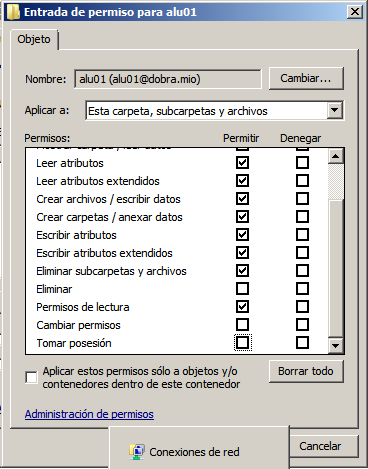 Entrada de permiso para alu01
Objeto
Nombre: alu01 (alu01@dobra.mio) Cambiar...
Aplicar a: Esta carpeta, subcarpetas y archivos
Permisos: Permitir Denegar
Leer atributos
Leer atributos extendidos
Crear archivos / escribir datos
Crear carpetas / anexar datos
Escribir atributos
Escribir atributos extendidos
Eliminar subcarpetas y archivos
Eliminar
Permisos de lectura
Cambiar permisos
Tomar posesión
Aplicar estos permisos sólo a objetos y/o
contenedores dentro de este contenedor
Borrar todo
Administración de permisos
Conexiones de red
Cancelar